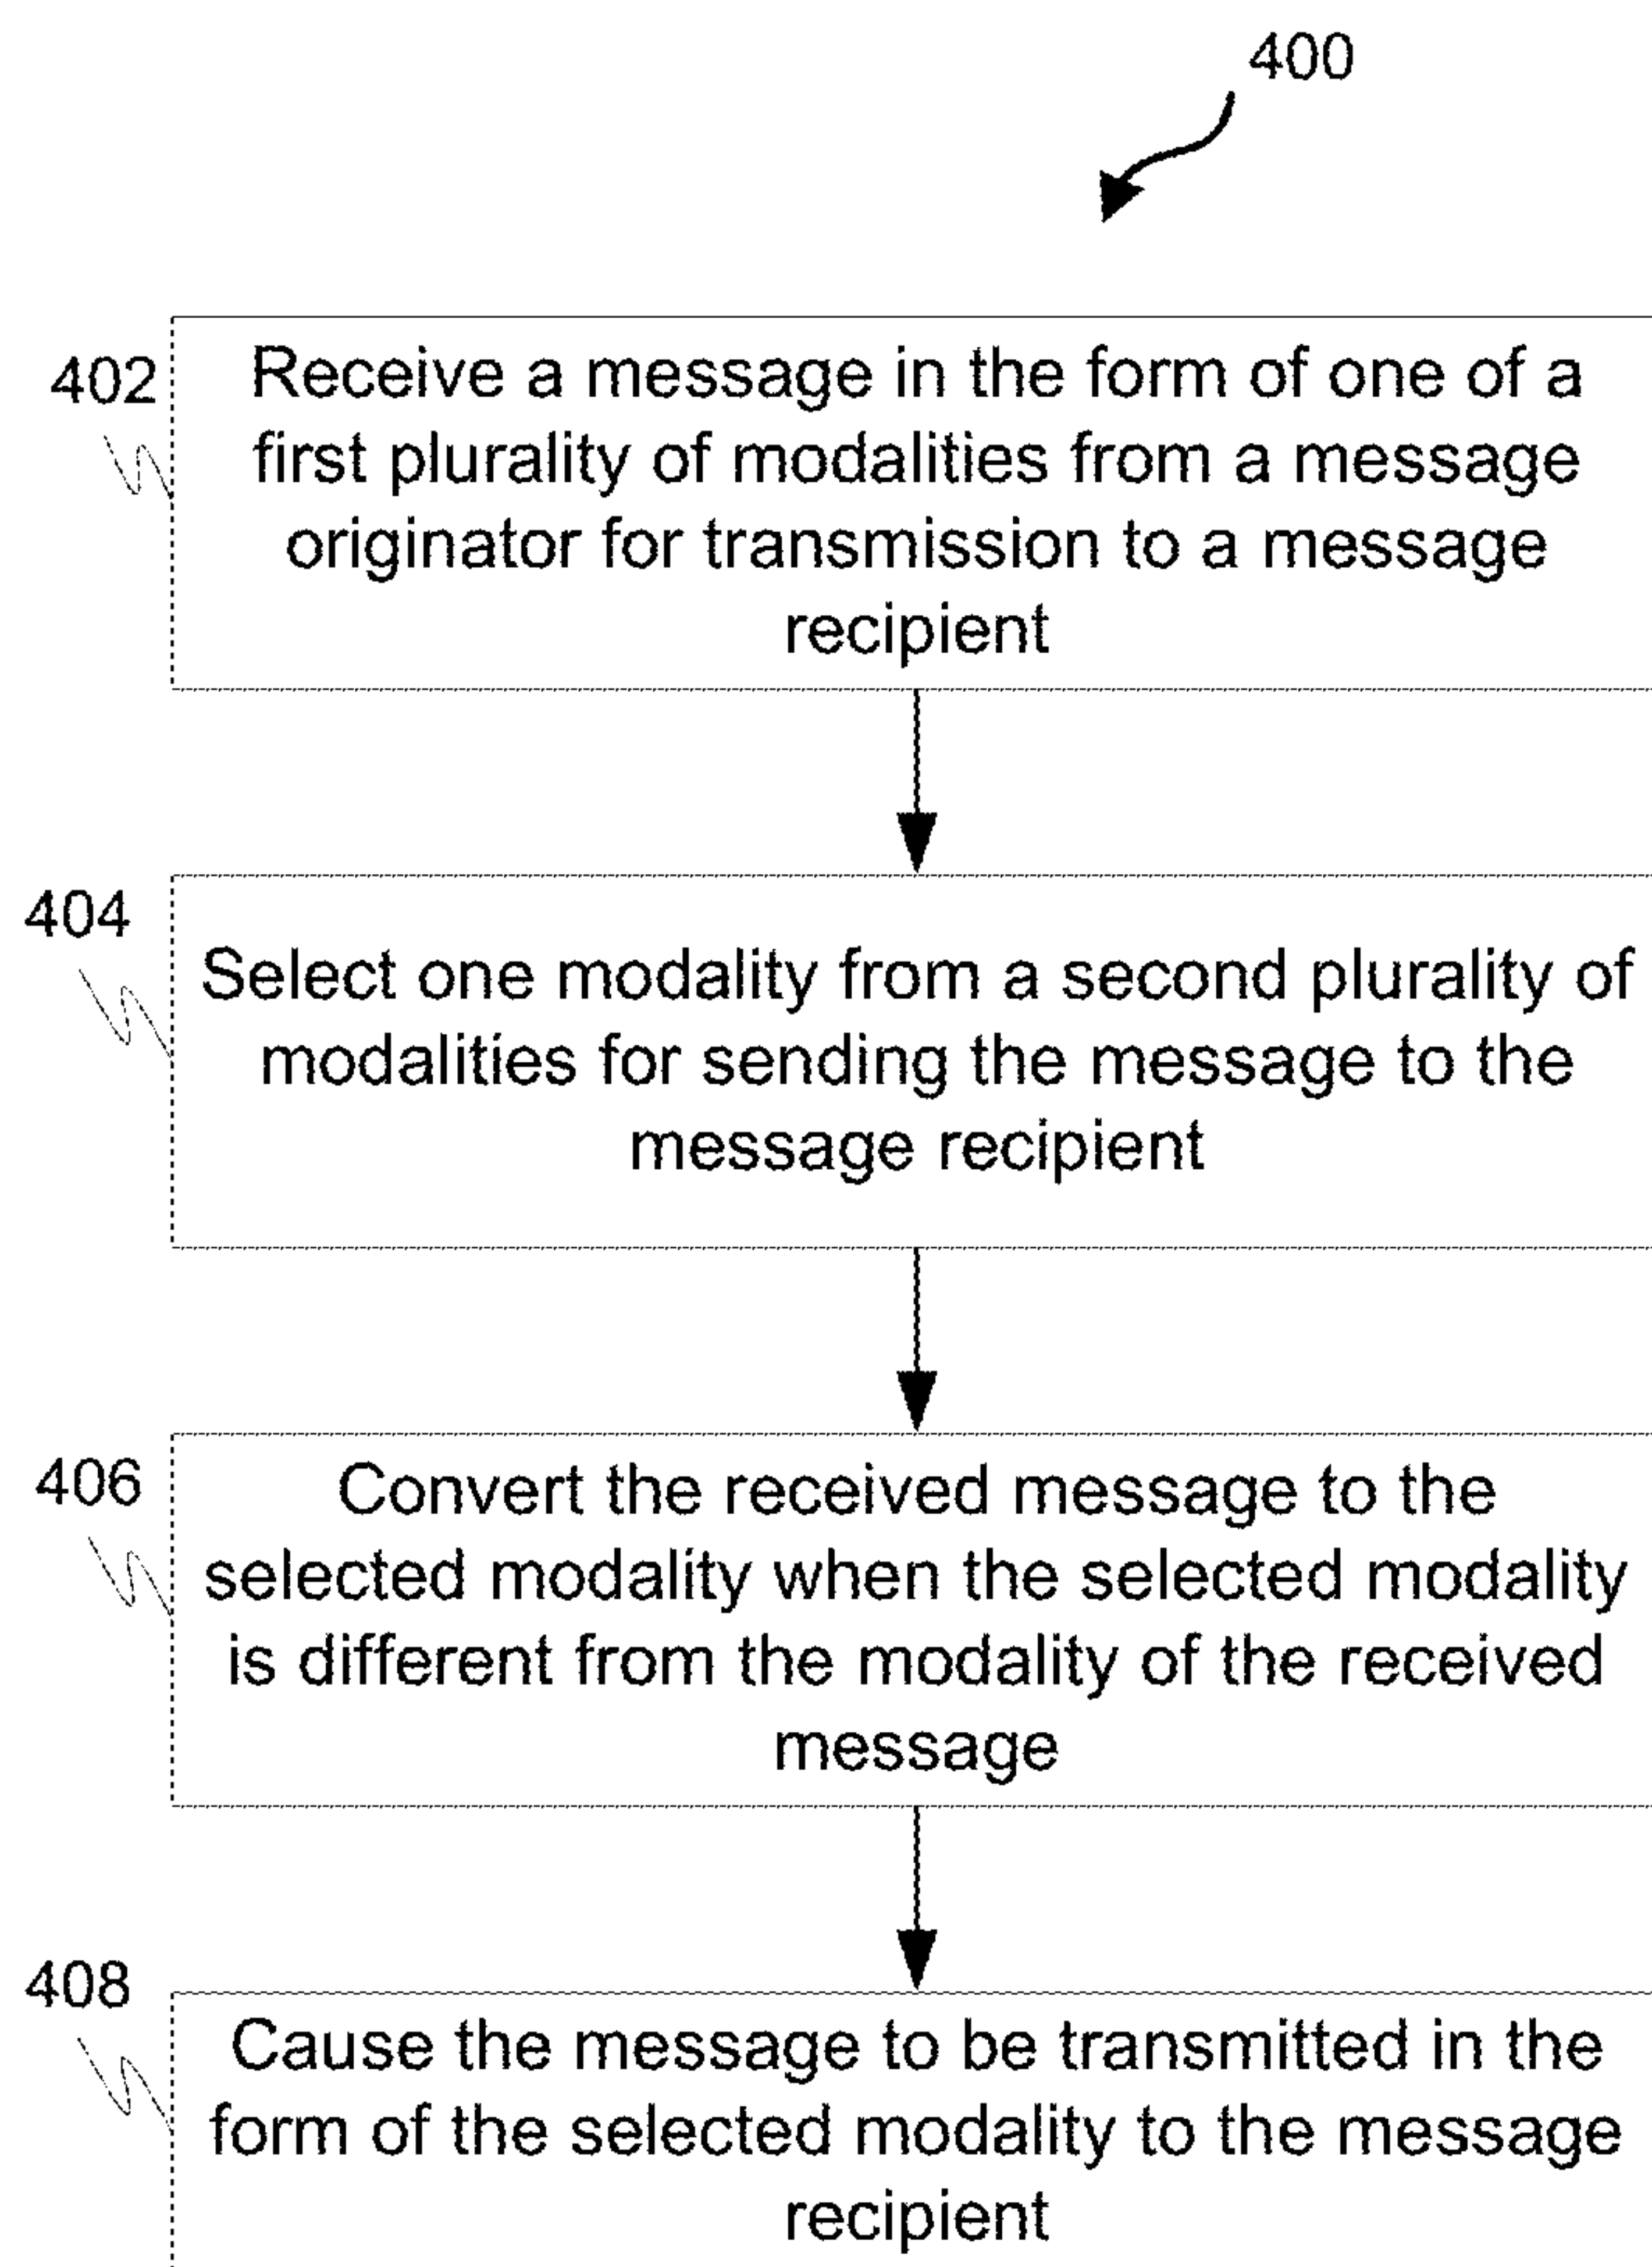 400
402
Receive a message in the form of one of a
first plurality of modalities from a message
originator for transmission to a message
recipient
404
Select one modality from a second plurality of
modalities for sending the message to the
message recipient
406
Convert the received message to the
selected modality when the selected modality
is different from the modality of the received
message
408
Cause the message to be transmitted in the
form of the selected modality to the message
recipient